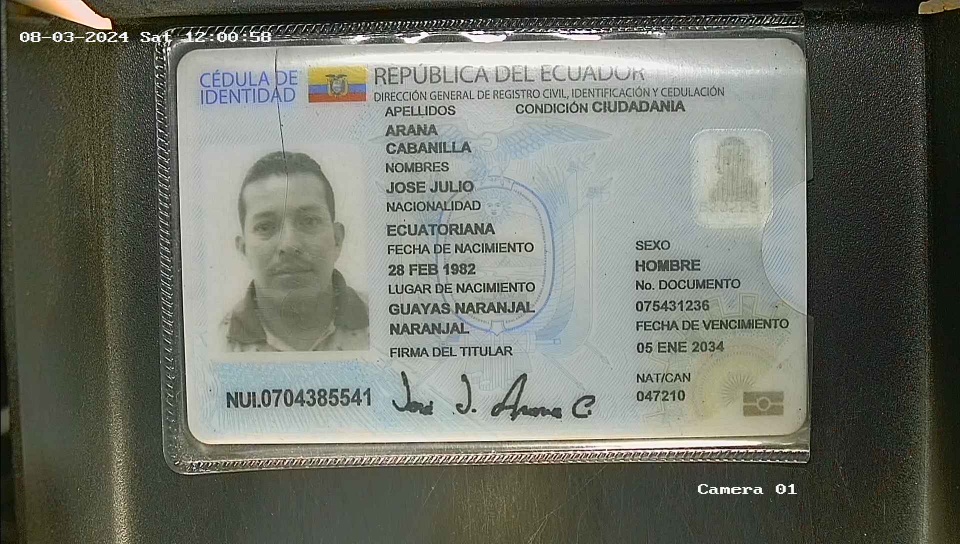 08-03-2024 Sat 12:00:58
CÉDULA DE
IDENTIDAD
REPÚBLICA DEL ECUADOR
DIRECCIÓN GENERAL DE REGISTRO CIVIL, IDENTIFICACIÓN Y CEDULACIÓN
APELLIDOS
CONDICIÓN CIUDADANIA
ARANA
CABANILLA
NOMBRES
JOSE JULIO
NACIONALIDAD
ECUATORIANA
FECHA DE NACIMIENTO
28 FEB 1982
LUGAR DE NACIMIENTO
GUAYAS NARANJAL
NARANJAL
FIRMA DEL TITULAR
SEXO
HOMBRE
No. DOCUMENTO
075431236
FECHA DE VENCIMIENTO
05 ENE 2034
NAT/CAN
047210
NUI.0704385541
José J. Arana C.
Camera 01